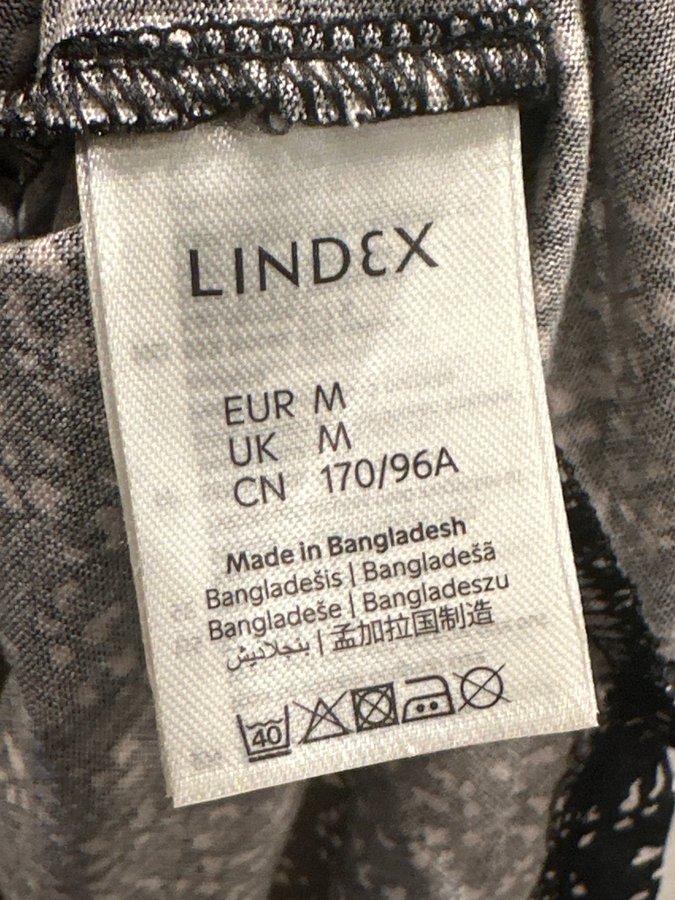 LINDEX
EUR M
UK M
CN 170/96A
Made in Bangladesh
Bangladešis | Bangladešā
Bangladeše | Bangladeszu
بنجلاديش | 孟加拉国制造
40